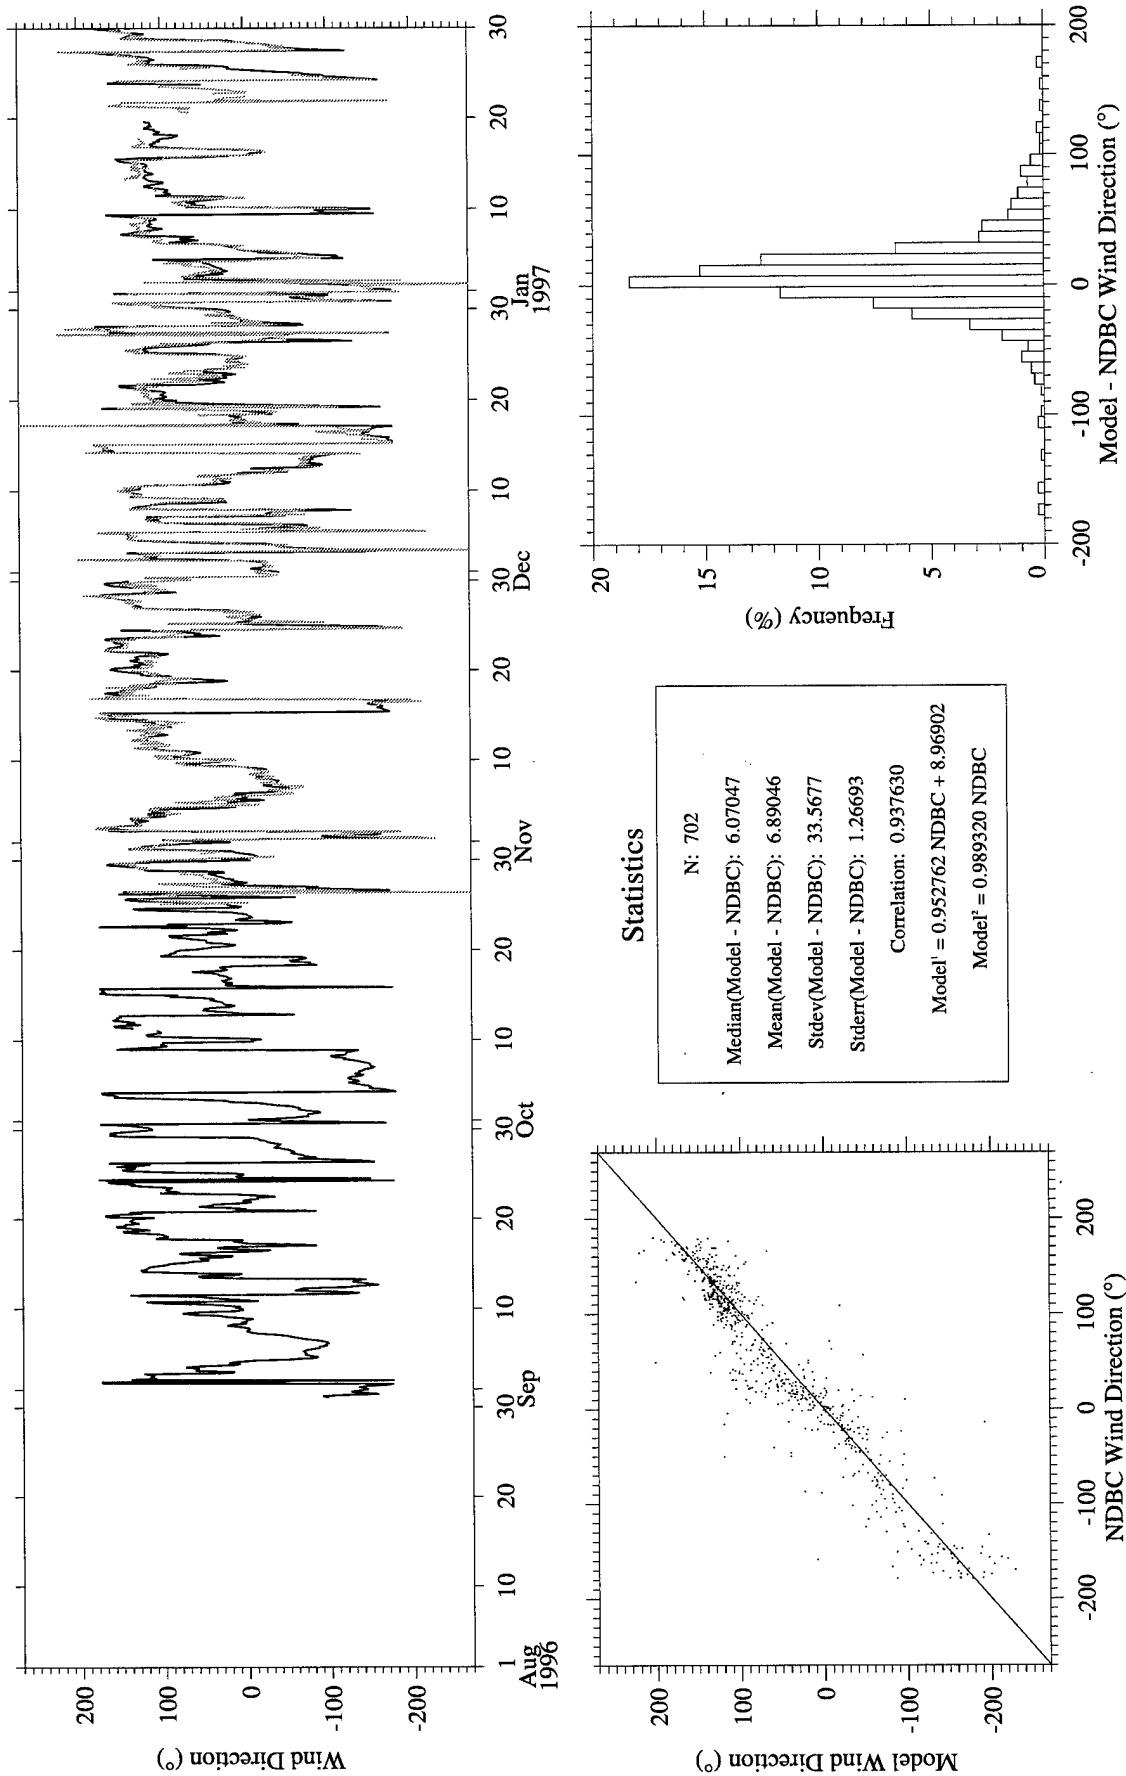 200
100
0
-100
-200
Wind Direction (°)
1 10 20 30 10 20 30 10 20 30 10 20 30 10 20 30 10 20 30
Aug Sep Oct Nov Dec Jan
1996 1997
200
100
0
-100
-200
Model Wind Direction (°)
-200 -100 0 100 200
NDBC Wind Direction (°)
Statistics
N: 702
Median(Model - NDBC): 6.07047
Mean(Model - NDBC): 6.89046
Stdev(Model - NDBC): 33.5677
Stderr(Model - NDBC): 1.26693
Correlation: 0.937630
Model¹ = 0.952762 NDBC + 8.96902
Model² = 0.989320 NDBC
20
15
10
5
0
Frequency (%)
-200 -100 0 100 200
Model - NDBC Wind Direction (°)